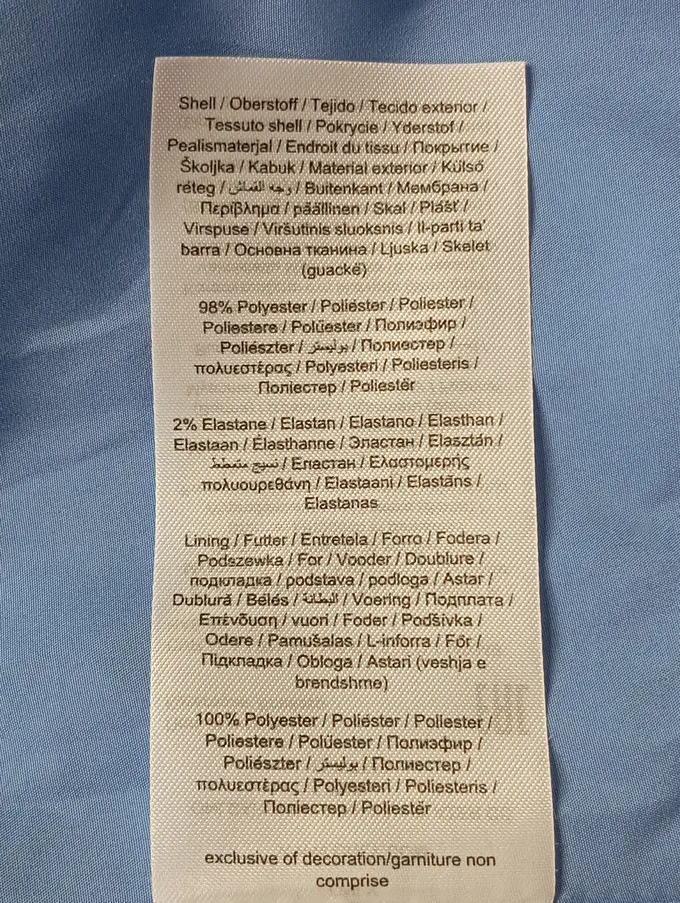 Shell / Oberstoff / Tejido / Tecido exterior /
Tessuto shell / Pokrycie / Yderstof /
Pealismaterjal / Endroit du tissu / Покрытие /
Školjka / Kabuk / Material exterior / Külső
réteg / وجه القماش / Buitenkant / Мембрана /
Περίβλημα / päällinen / Skal / Plášť /
Virspuse / Viršutinis sluoksnis / Il-parti ta'
barra / Основна тканина / Ljuska / Skelet
(guackë)
98% Polyester / Poliéster / Poliester /
Poliestere / Polüester / Полиэфир /
Poliészter / بوليستر / Полиестер /
πολυεστέρας / Polyesteri / Poliesteris /
Поліестер / Poliestër
2% Elastane / Elastan / Elastano / Elasthan /
Elastaan / Élasthanne / Эластан / Elasztán /
نسيج متمطط / Еластан / Ελαστομερής
πολυουρεθάνη / Elastaani / Elastāns /
Elastanas
Lining / Futter / Entretela / Forro / Fodera /
Podszewka / For / Vooder / Doublure /
подкладка / podstava / podloga / Astar /
Dublură / Bélés / البطانة / Voering / Подплата /
Επένδυση / vuori / Foder / Podšívka /
Odere / Pamušalas / L-inforra / Fór /
Підкладка / Obloga / Astari (veshja e
brendshme)
100% Polyester / Poliéster / Poliester /
Poliestere / Polüester / Полиэфир /
Poliészter / بوليستر / Полиестер /
πολυεστέρας / Polyesteri / Poliesteris /
Поліестер / Poliestër
exclusive of decoration/garniture non
comprise